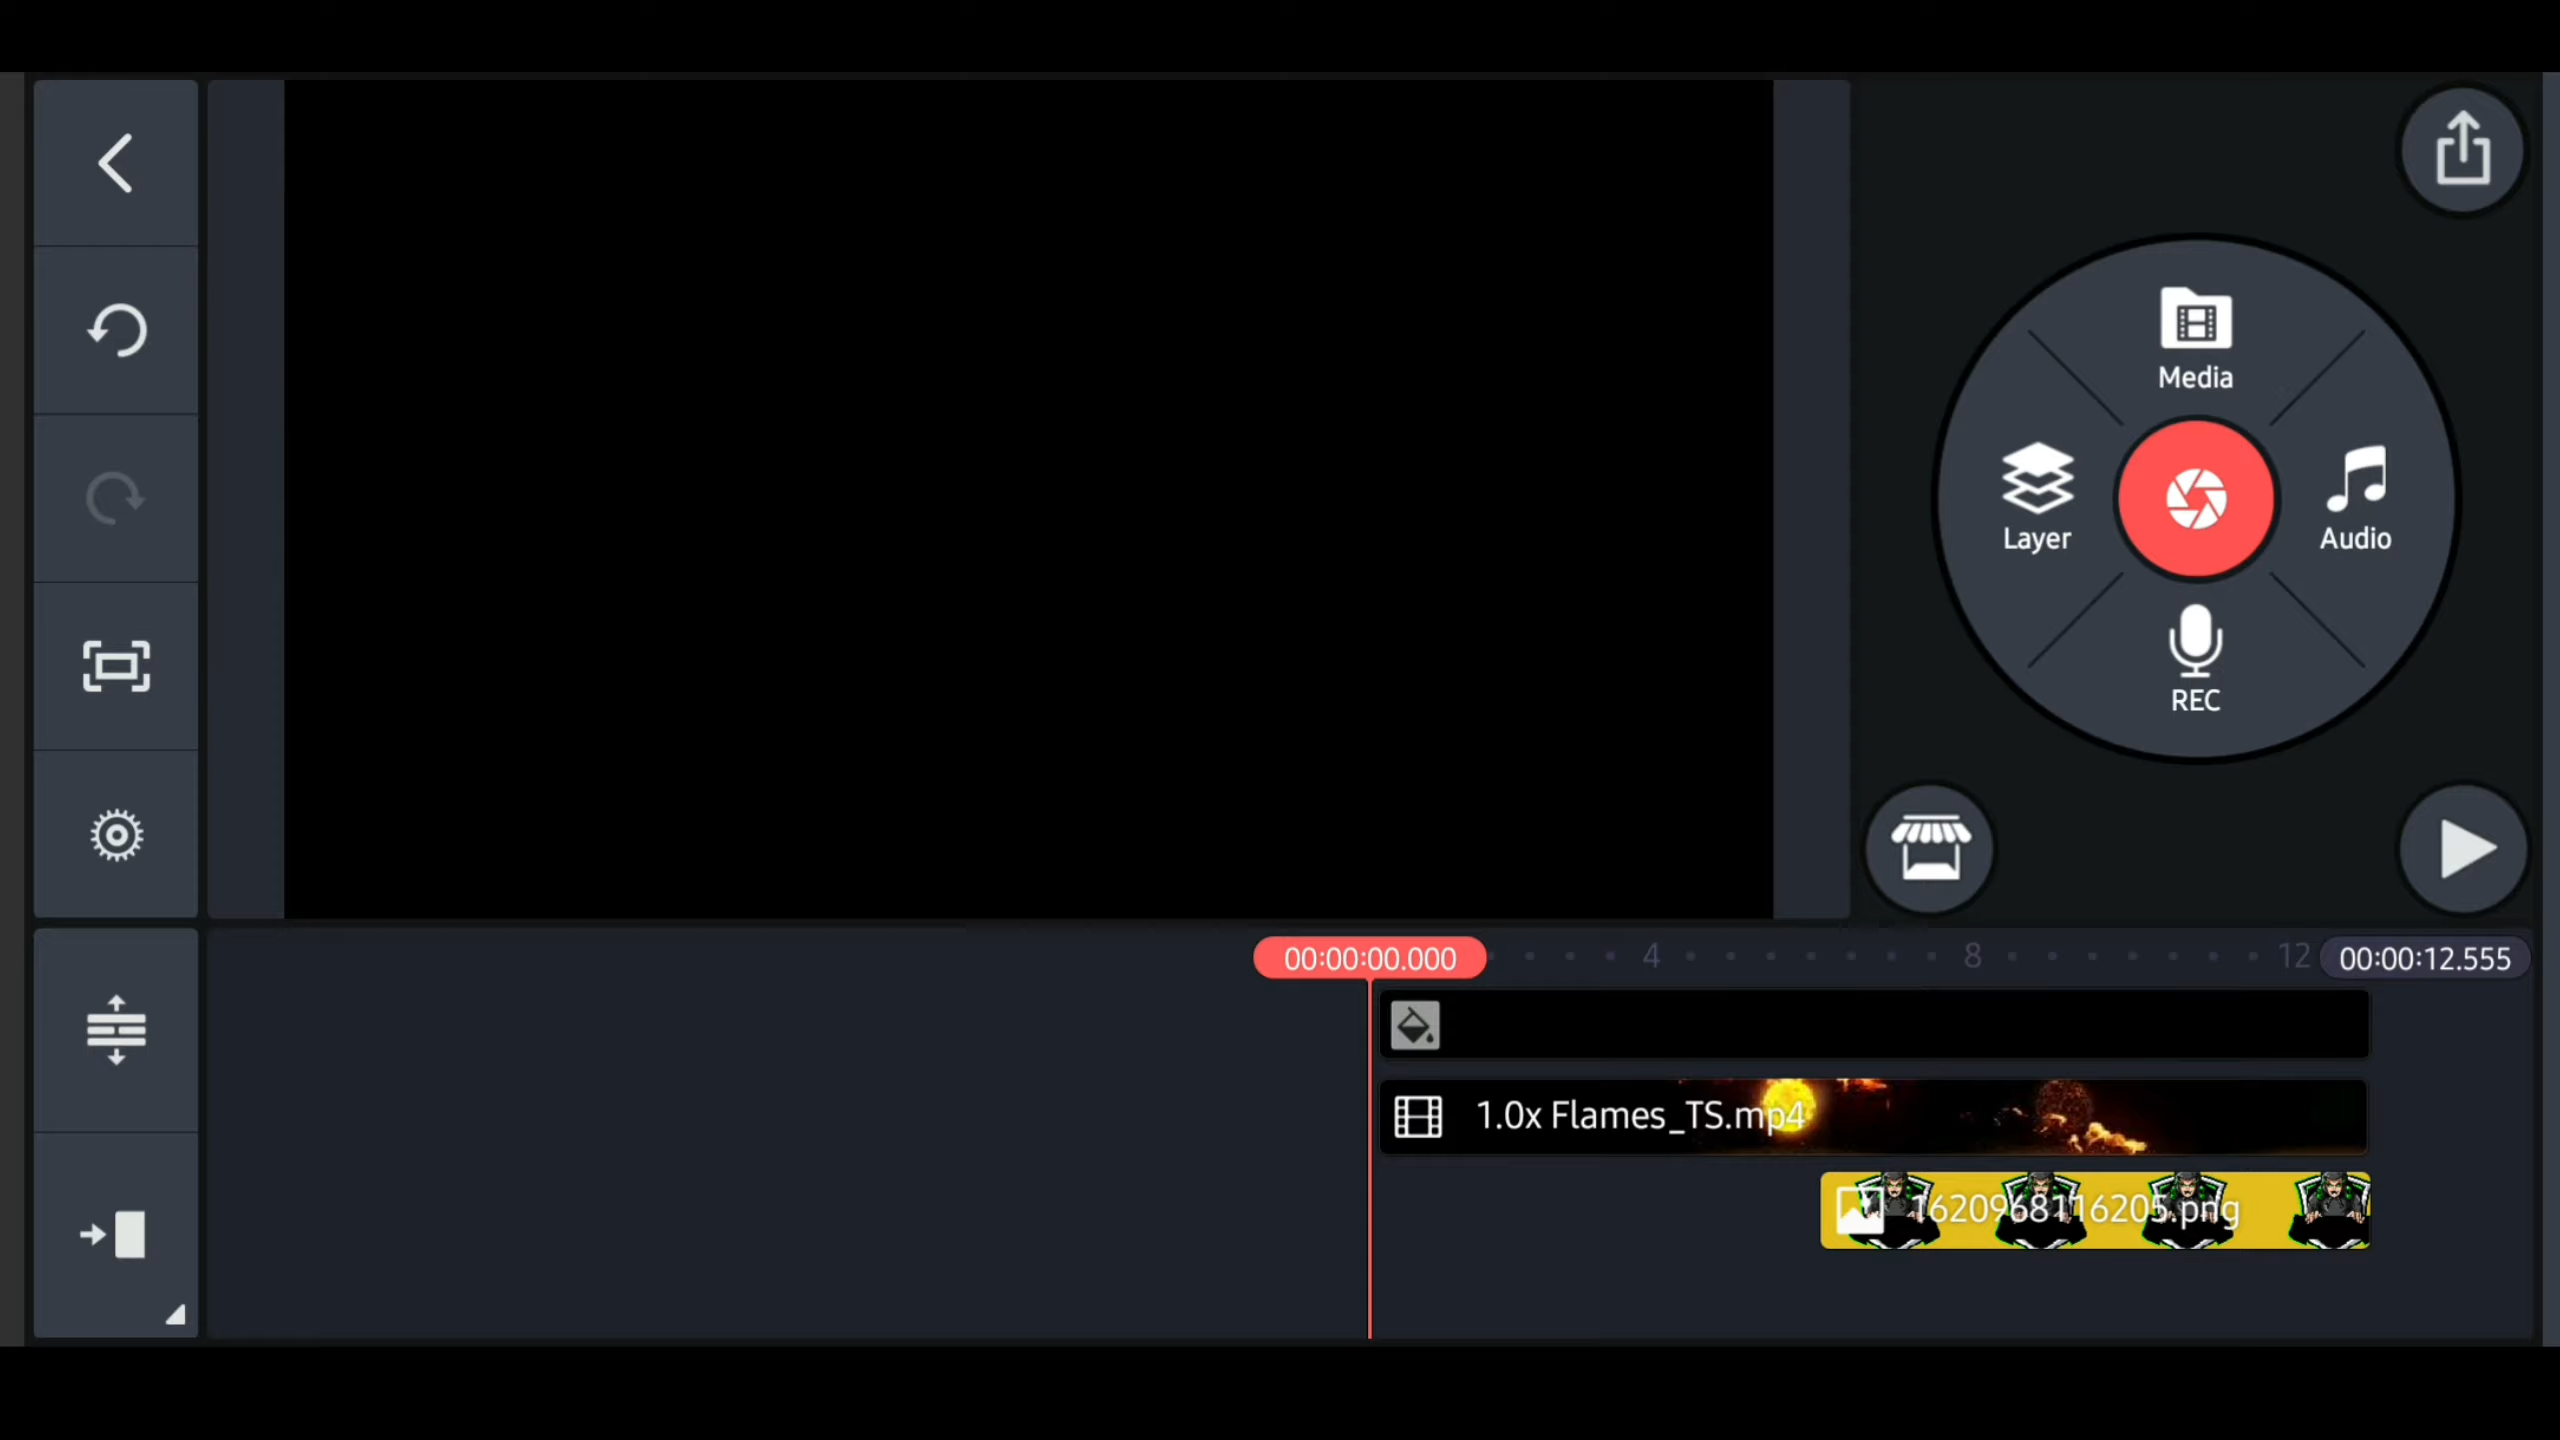 Media
Layer
Audio
REC
00:00:00.000
4
8
12
00:00:12.555
1.0x Flames_TS.mp4
1620968116205.png